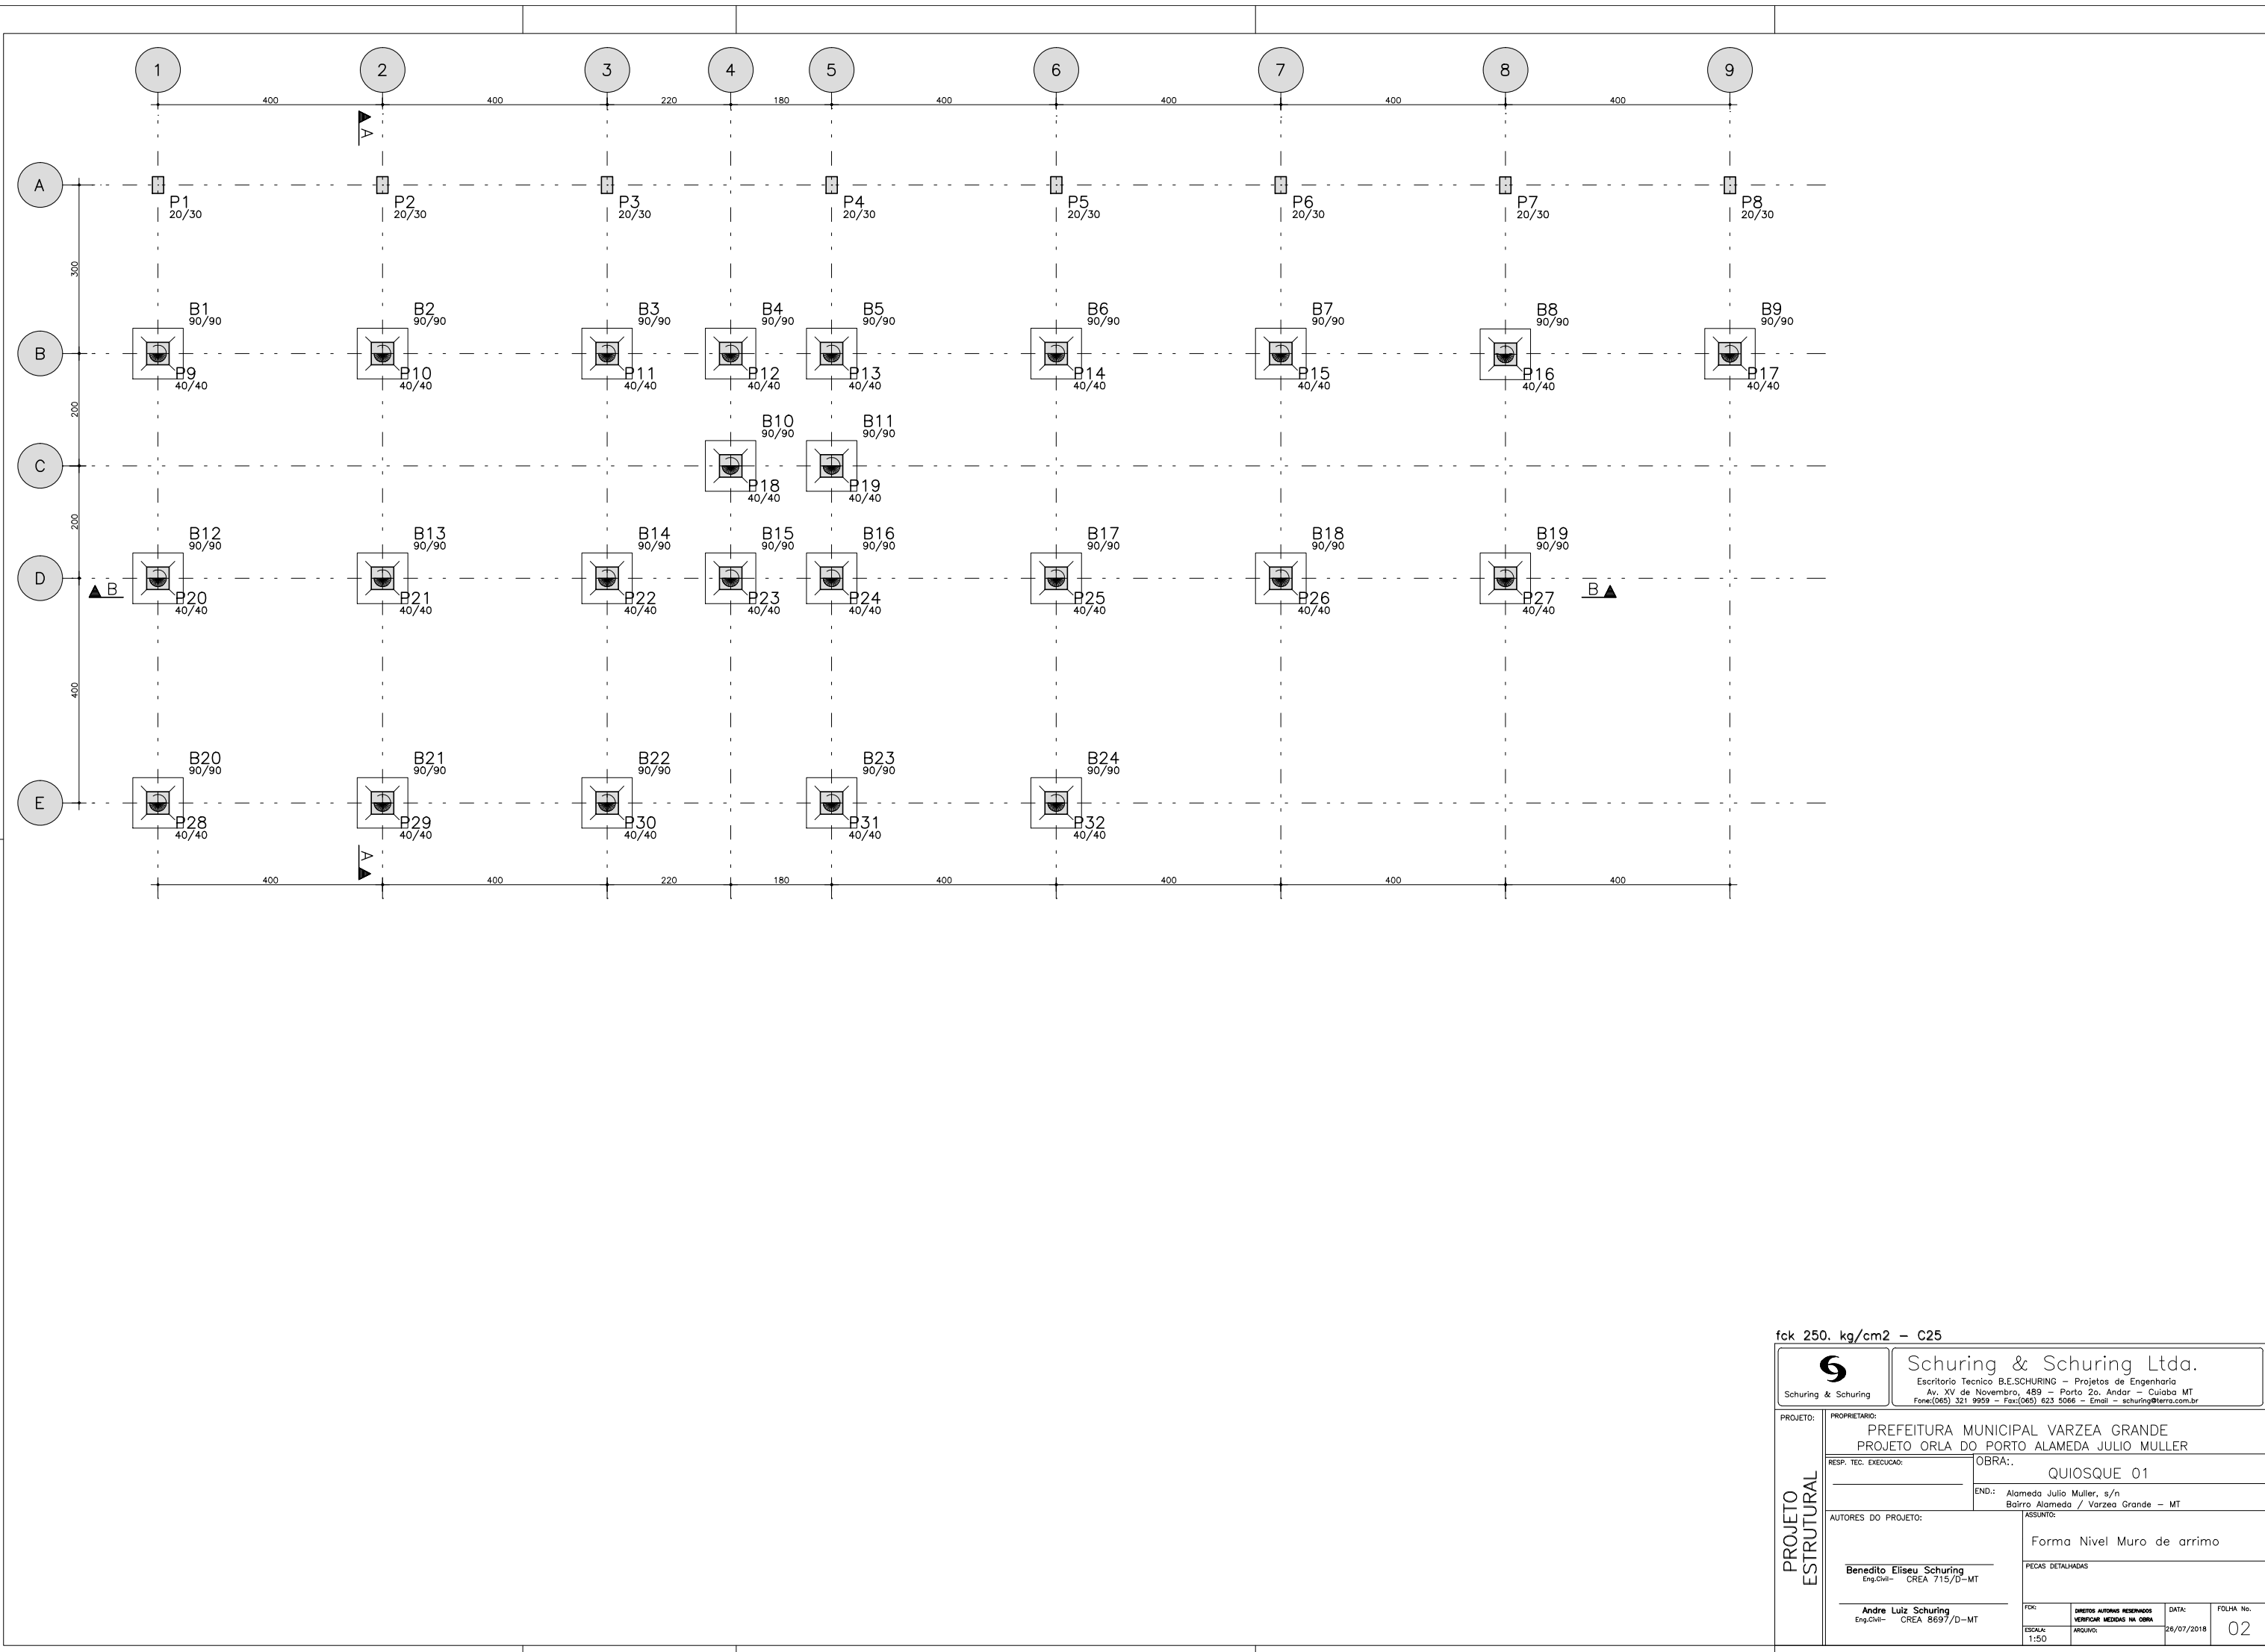 1 2 3 4 5 6 7 8 9
400 400 220 180 400 400 400 400
A
A
P1 P2 P3 P4 P5 P6 P7 P8
20/30 20/30 20/30 20/30 20/30 20/30 20/30 20/30
300
B1 B2 B3 B4 B5 B6 B7 B8 B9
90/90 90/90 90/90 90/90 90/90 90/90 90/90 90/90 90/90
B
P9 P10 P11 P12 P13 P14 P15 P16 P17
40/40 40/40 40/40 40/40 40/40 40/40 40/40 40/40 40/40
200
B10 B11
90/90 90/90
C
P18 P19
40/40 40/40
200
B12 B13 B14 B15 B16 B17 B18 B19
90/90 90/90 90/90 90/90 90/90 90/90 90/90 90/90
D
B B
P20 P21 P22 P23 P24 P25 P26 P27
40/40 40/40 40/40 40/40 40/40 40/40 40/40 40/40
400
B20 B21 B22 B23 B24
90/90 90/90 90/90 90/90 90/90
E
P28 P29 P30 P31 P32
40/40 40/40 40/40 40/40 40/40
A
400 400 220 180 400 400 400 400
fck 250. kg/cm2 - C25
Schuring & Schuring
Schuring & Schuring Ltda.
Escritorio Tecnico B.E.SCHURING - Projetos de Engenharia
Av. XV de Novembro, 489 - Porto 2o. Andar - Cuiaba MT
Fone:(065) 321 9959 - Fax:(065) 623 5066 - Email - schuring@terra.com.br
PROJETO:
PROJETO
ESTRUTURAL
PROPRIETARIO:
PREFEITURA MUNICIPAL VARZEA GRANDE
PROJETO ORLA DO PORTO ALAMEDA JULIO MULLER
RESP. TEC. EXECUCAO:
OBRA:.
QUIOSQUE 01
END.: Alameda Julio Muller, s/n
Bairro Alameda / Varzea Grande - MT
AUTORES DO PROJETO:
Benedito Eliseu Schuring
Eng.Civil- CREA 715/D-MT
Andre Luiz Schuring
Eng.Civil- CREA 8697/D-MT
ASSUNTO:
Forma Nivel Muro de arrimo
PECAS DETALHADAS
FCK:
ESCALA:
1:50
DIREITOS AUTORAIS RESERVADOS
VERIFICAR MEDIDAS NA OBRA
ARQUIVO:
DATA:
26/07/2018
FOLHA No.
02